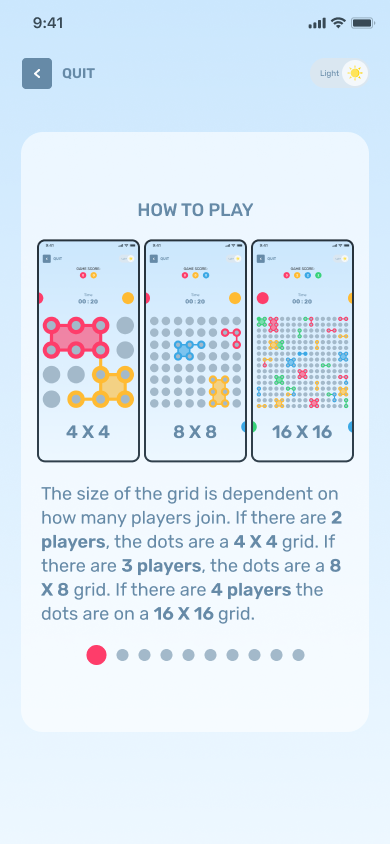 9:41
QUIT
Light
HOW TO PLAY
9:41
QUIT
GAME SCORE:
Time
00 : 20
4 X 4
9:41
QUIT
GAME SCORE:
Time
00 : 20
8 X 8
9:41
QUIT
GAME SCORE:
Time
00 : 20
16 X 16
The size of the grid is dependent on
how many players join. If there are 2
players, the dots are a 4 X 4 grid. If
there are 3 players, the dots are a 8
X 8 grid. If there are 4 players the
dots are on a 16 X 16 grid.